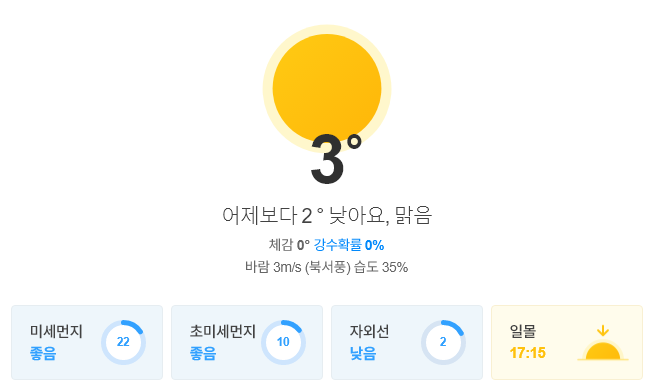 3°
어제보다 2 ° 낮아요, 맑음
체감 0° 강수확률 0%
바람 3m/s (북서풍) 습도 35%
미세먼지
좋음
22
초미세먼지
좋음
10
자외선
낮음
2
일몰
17:15